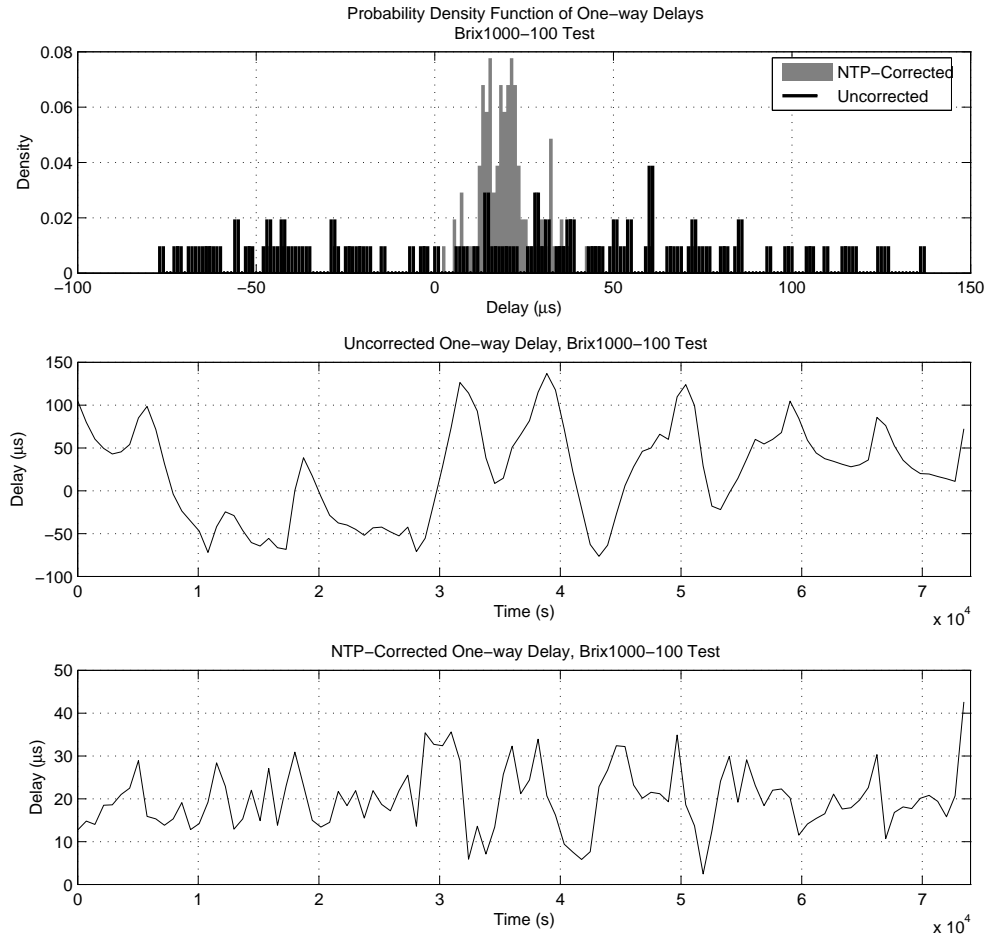 Probability Density Function of One−way Delays
Brix1000−100 Test
0.08
0.06
0.04
0.02
0
Density
NTP−Corrected
Uncorrected
−100
−50
0
50
100
150
Delay (μs)
Uncorrected One−way Delay, Brix1000−100 Test
150
100
50
0
−50
−100
Delay (μs)
0
1
2
3
4
5
6
7
Time (s)
x 10⁴
NTP−Corrected One−way Delay, Brix1000−100 Test
50
40
30
20
10
0
Delay (μs)
0
1
2
3
4
5
6
7
Time (s)
x 10⁴